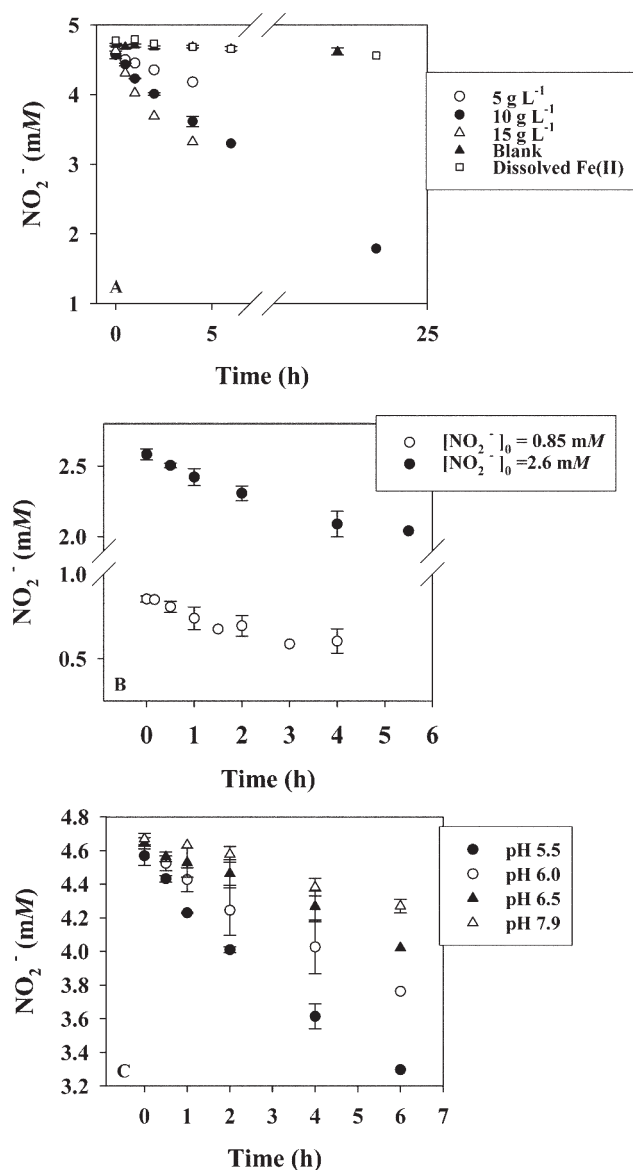 5
4
3
2
1
NO₂⁻ (mM)
A
0 5 25
Time (h)
5 g L⁻¹
10 g L⁻¹
15 g L⁻¹
Blank
Dissolved Fe(II)
2.5
2.0
1.0
0.5
NO₂⁻ (mM)
B
0 1 2 3 4 5 6
Time (h)
[NO₂⁻]₀ = 0.85 mM
[NO₂⁻]₀ =2.6 mM
4.8
4.6
4.4
4.2
4.0
3.8
3.6
3.4
3.2
NO₂⁻ (mM)
C
0 1 2 3 4 5 6 7
Time (h)
pH 5.5
pH 6.0
pH 6.5
pH 7.9